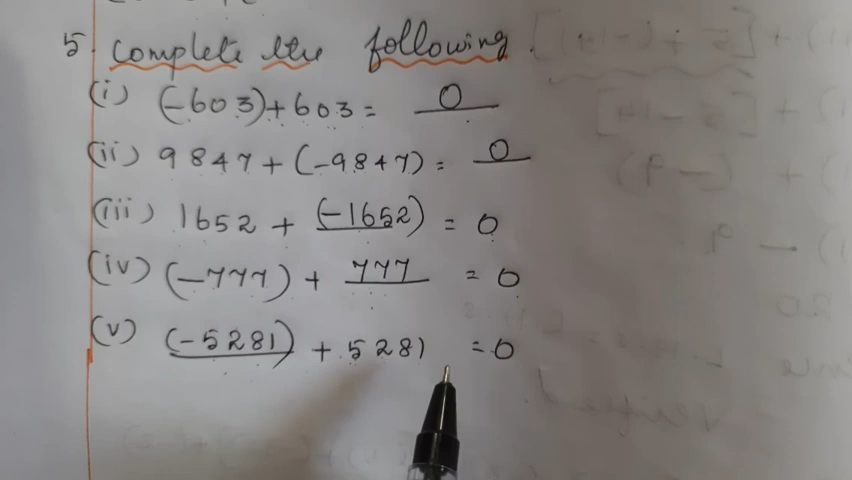 5. Complete the following.
(i) (-603)+603 = 0
(ii) 9847+(-9847) = 0
(iii) 1652 + (-1652) = 0
(iv) (-777) + 777 = 0
(v) (-5281) + 5281 = 0